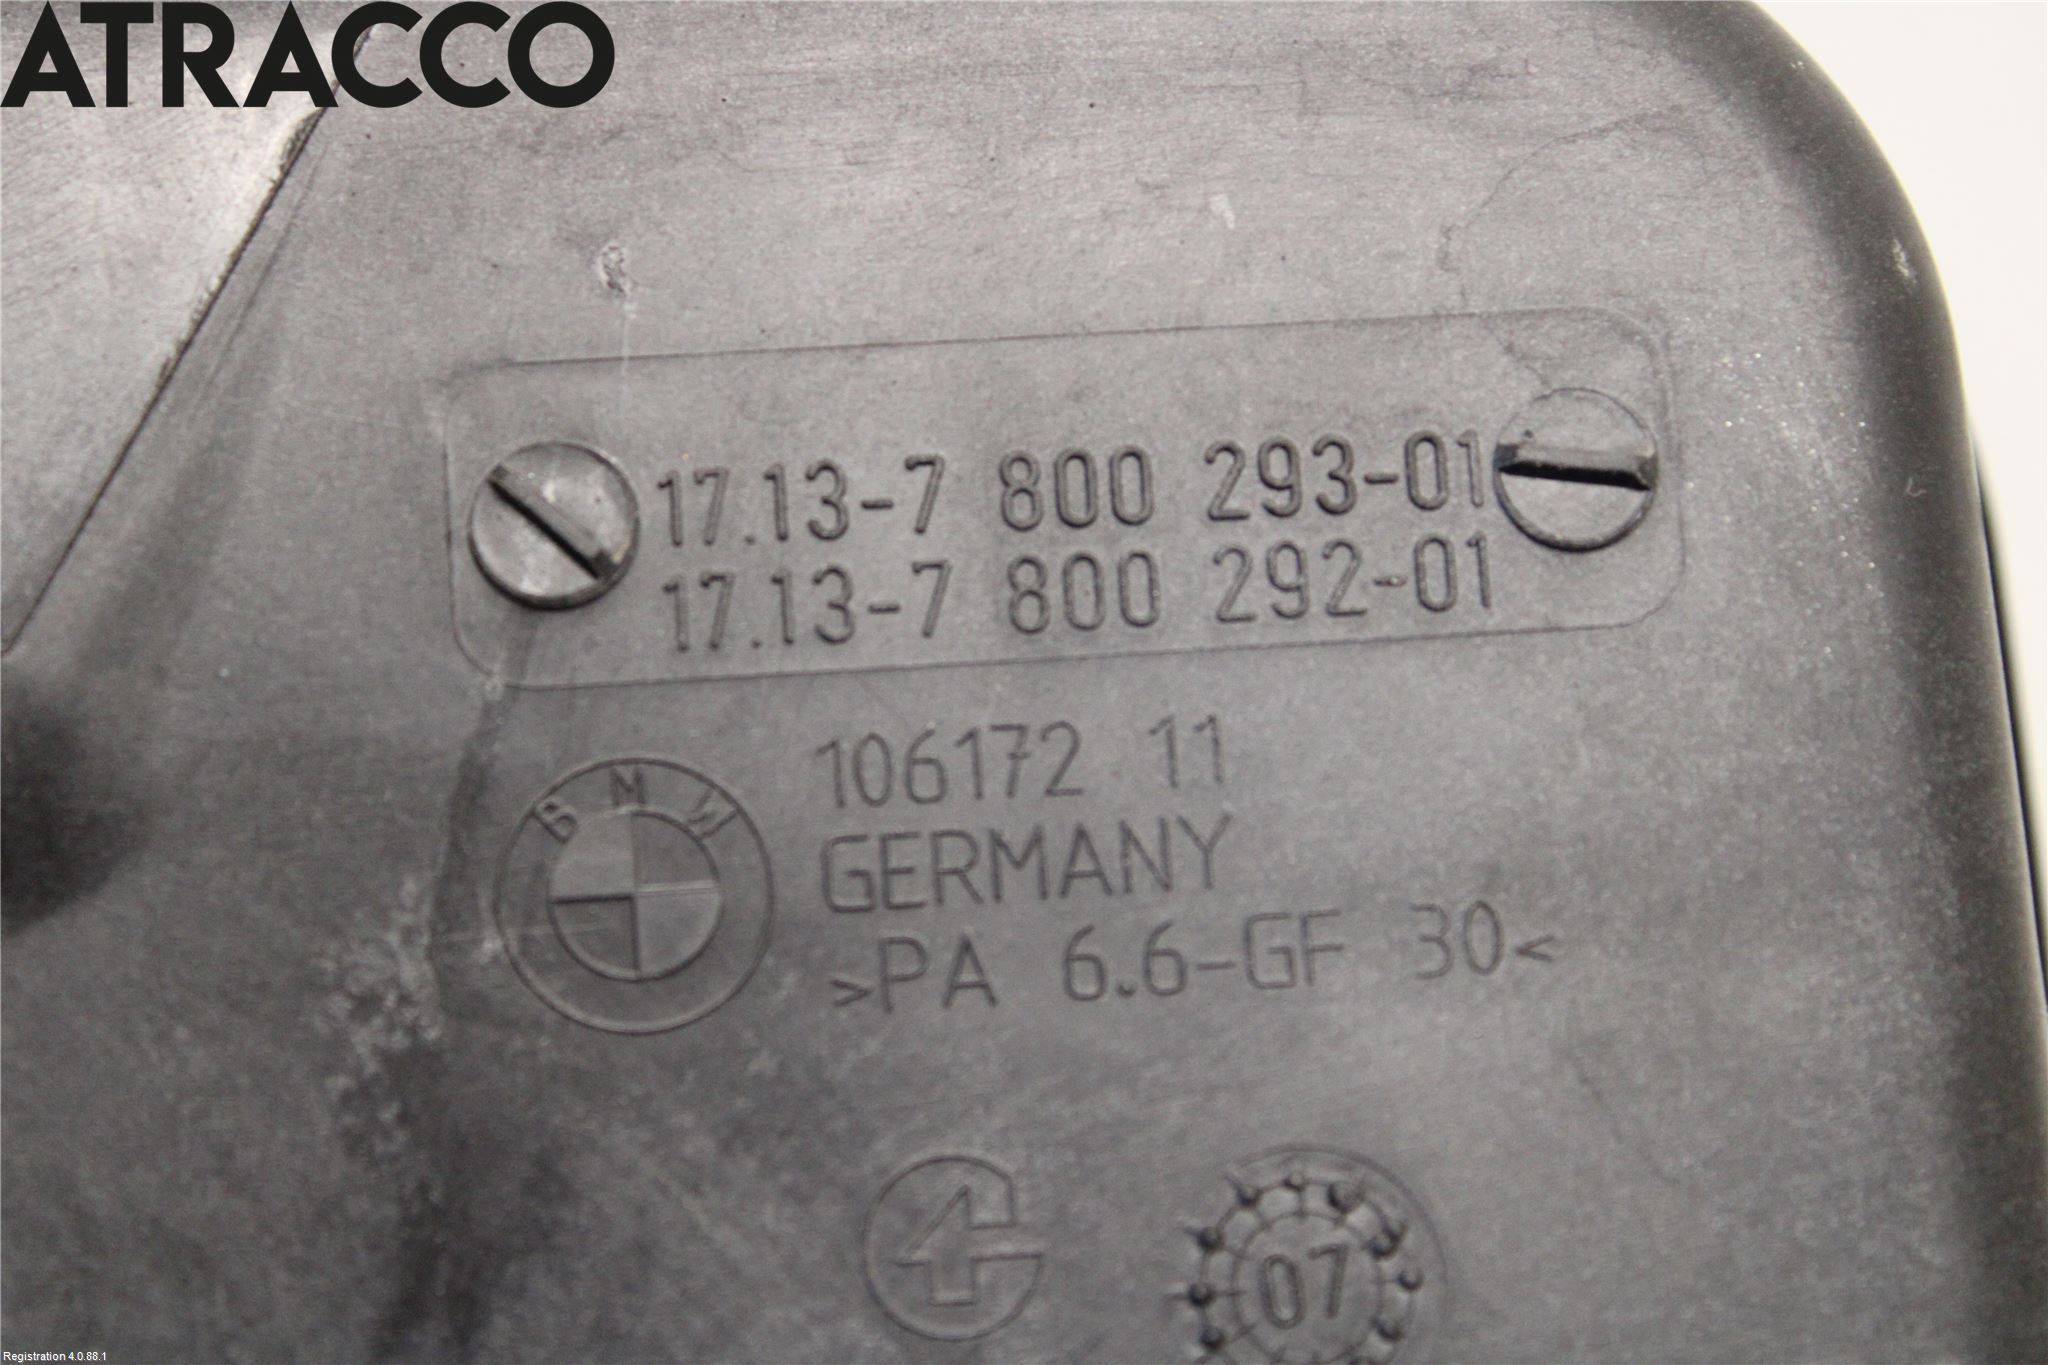 ATRACCO
17.13-7 800 293-01
17.13-7 800 292-01
BMW
106172 11
GERMANY
>PA 6.6-GF 30<
07
Registration 4.0.88.1